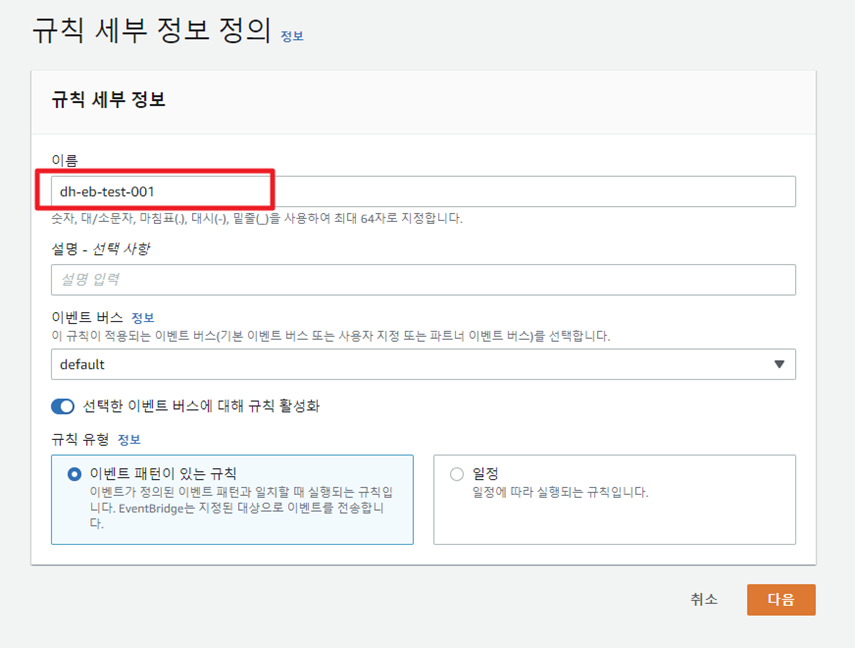 규칙 세부 정보 정의 정보
규칙 세부 정보
이름
dh-eb-test-001
숫자, 대/소문자, 마침표(.), 대시(-), 밑줄(_)을 사용하여 최대 64자로 지정합니다.
설명 - 선택 사항
설명 입력
이벤트 버스 정보
이 규칙이 적용되는 이벤트 버스(기본 이벤트 버스 또는 사용자 지정 또는 파트너 이벤트 버스)를 선택합니다.
default
선택한 이벤트 버스에 대해 규칙 활성화
규칙 유형 정보
이벤트 패턴이 있는 규칙
이벤트가 정의된 이벤트 패턴과 일치할 때 실행되는 규칙입
니다. EventBridge는 지정된 대상으로 이벤트를 전송합니
다.
일정
일정에 따라 실행되는 규칙입니다.
취소
다음